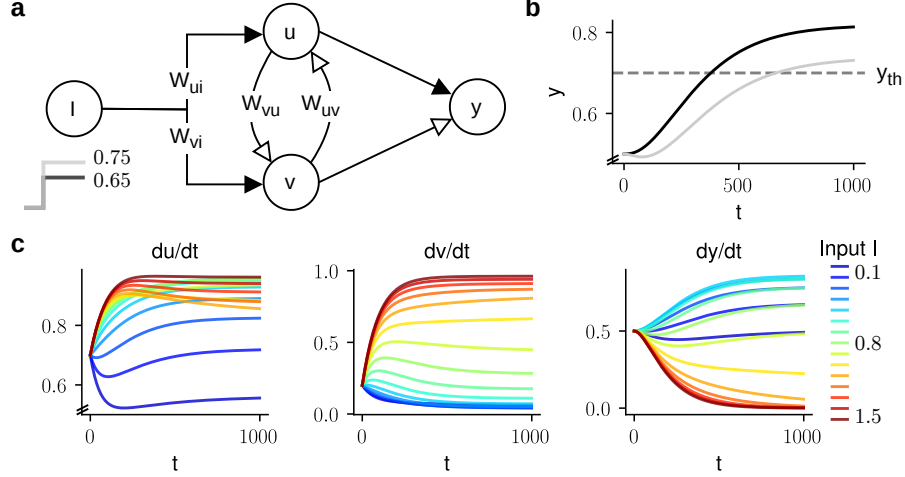 a
u
W_ui
I
W_vi
W_vu
W_uv
y
v
0.75
0.65
b
0.8
y
y_th
0.6
0
500
1000
t
c
du/dt
0.8
0.6
0
1000
t
dv/dt
1.0
0.5
0.0
0
1000
t
dy/dt
0.5
0.0
0
1000
t
Input I
0.1
0.8
1.5